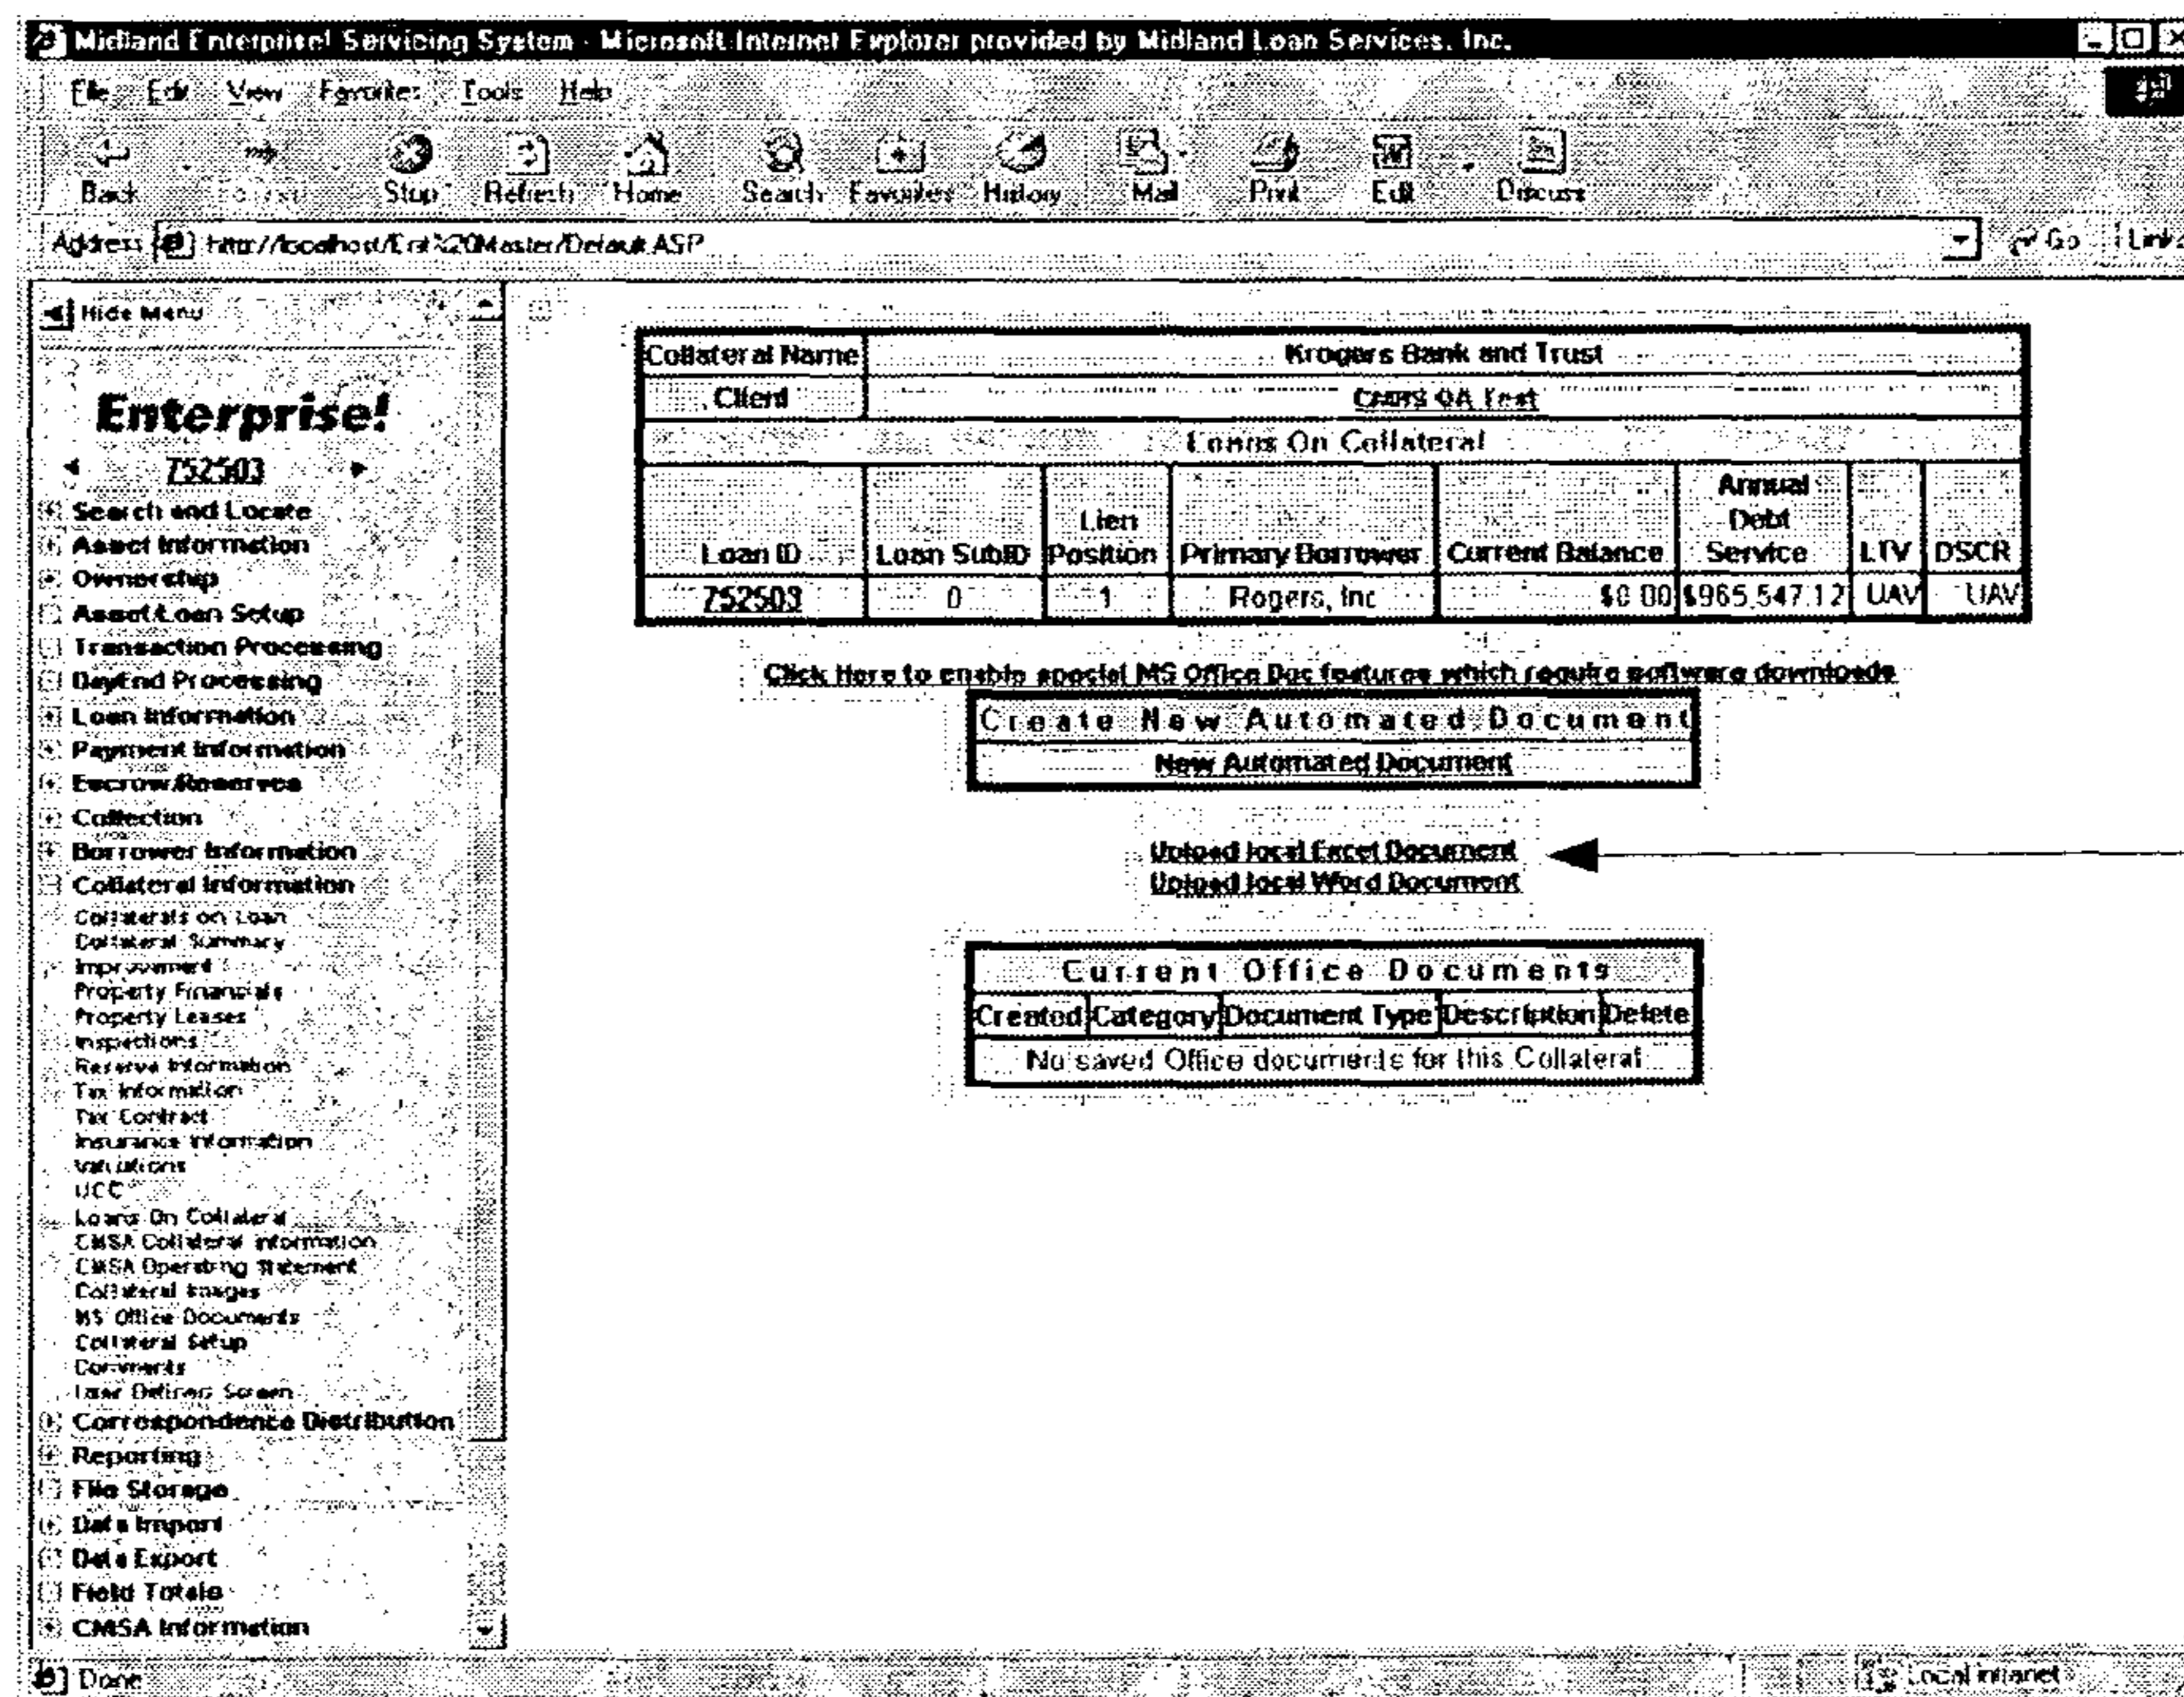 Midland Enterprise! Servicing System - Microsoft Internet Explorer provided by Midland Loan Services, Inc.
File Edit View Favorites Tools Help
Back Stop Refresh Home Search Favorites History Mail Print Edit Discuss
Address Go Links
Hide Menu
Enterprise!
752503
Search and Locate
Asset Information
Ownership
Asset/Loan Setup
Transaction Processing
DayEnd Processing
Loan Information
Payment Information
Escrow/Reserves
Collection
Borrower Information
Collateral Information
Collaterals on Loan
Collateral Summary
Improvement
Property Financials
Property Leases
Inspections
Reserve Information
Tax Information
Tax Contract
Insurance Information
Valuations
UCC
Loans On Collateral
CMSA Collateral Information
CMSA Operating Statement
Collateral Images
MS Office Documents
Collateral Setup
Comments
User Defined Screen
Correspondence Distribution
Reporting
File Storage
Data Import
Data Export
Field Totals
CMSA Information
Collateral Name Krogers Bank and Trust
Client CMBS QA Test
Loans On Collateral
Loan ID Loan SubID Lien Position Primary Borrower Current Balance Annual Debt Service LTV DSCR
752503 0 1 Rogers, Inc $0.00 $965,547.12 UAV UAV
Click Here to enable special MS Office Doc features which require software downloads
Create New Automated Document
New Automated Document
Upload local Excel Document
Upload local Word Document
Current Office Documents
Created Category Document Type Description Delete
No saved Office documents for this Collateral
Done Local intranet